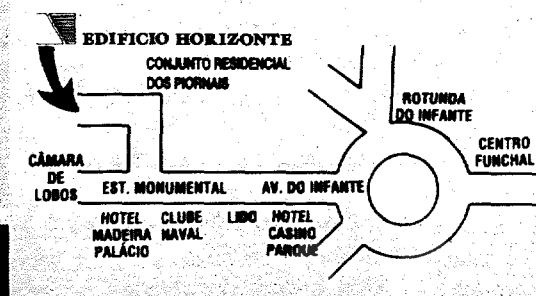 EDIFICIO HORIZONTE
CONJUNTO RESIDENCIAL
DOS PIORNAIS
ROTUNDA
DO INFANTE
CENTRO
FUNCHAL
CÂMARA
DE
LOBOS
EST. MONUMENTAL
AV. DO INFANTE
HOTEL
MADEIRA
PALÁCIO
CLUBE
NAVAL
LIDO
HOTEL
CASINO
PARQUE